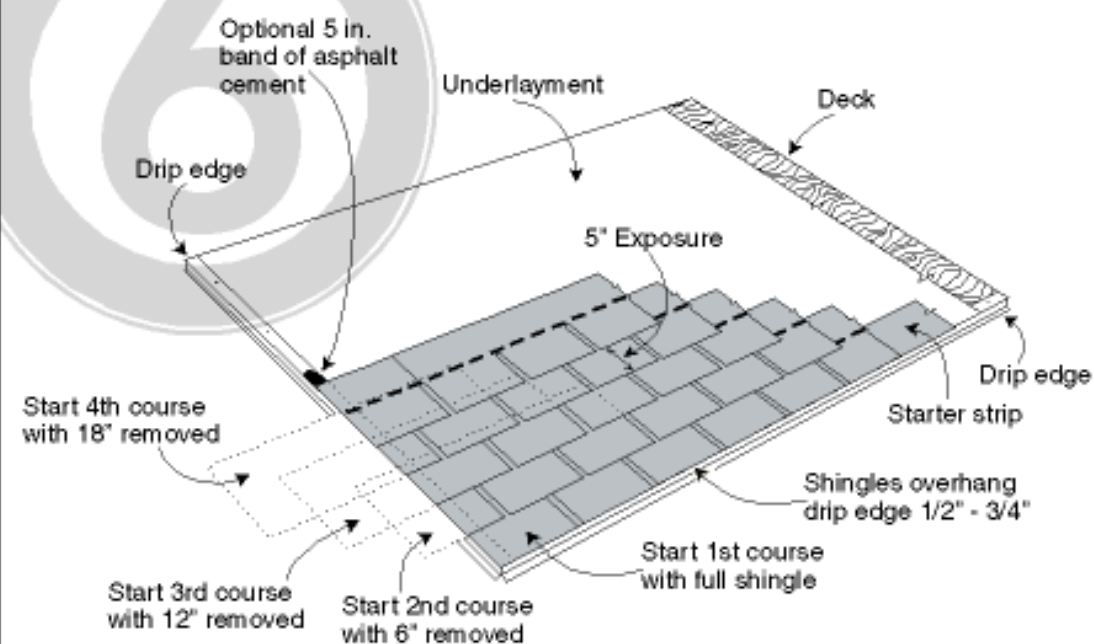 6
Optional 5 in.
band of asphalt
cement
Underlayment
Deck
Drip edge
5" Exposure
Drip edge
Starter strip
Start 4th course
with 18" removed
Shingles overhang
drip edge 1/2" - 3/4"
Start 1st course
with full shingle
Start 3rd course
with 12" removed
Start 2nd course
with 6" removed